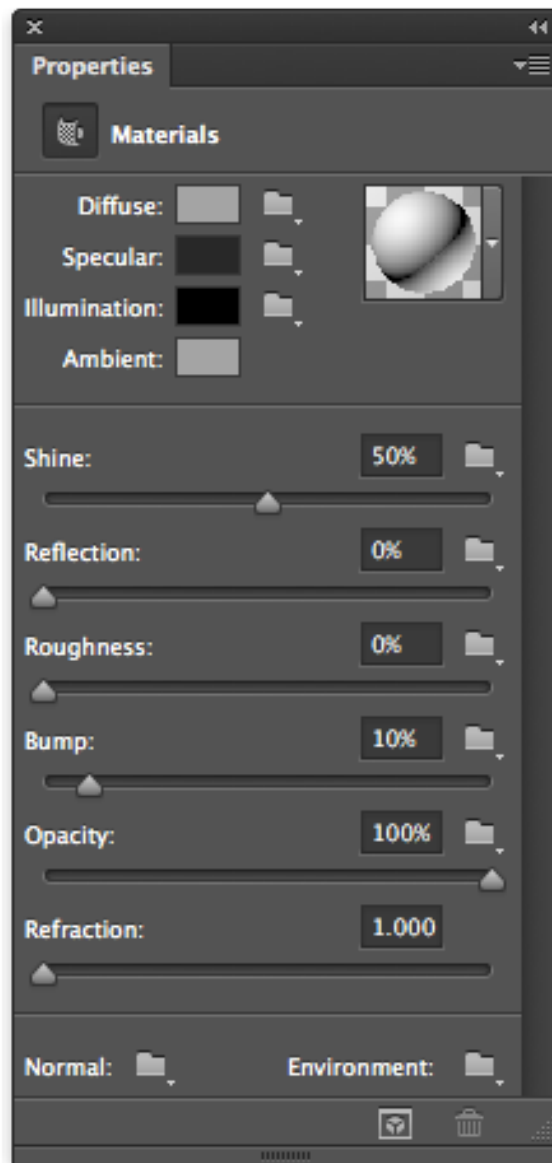 Properties
Materials
Diffuse:
Specular:
Illumination:
Ambient:
Shine: 50%
Reflection: 0%
Roughness: 0%
Bump: 10%
Opacity: 100%
Refraction: 1.000
Normal: Environment: